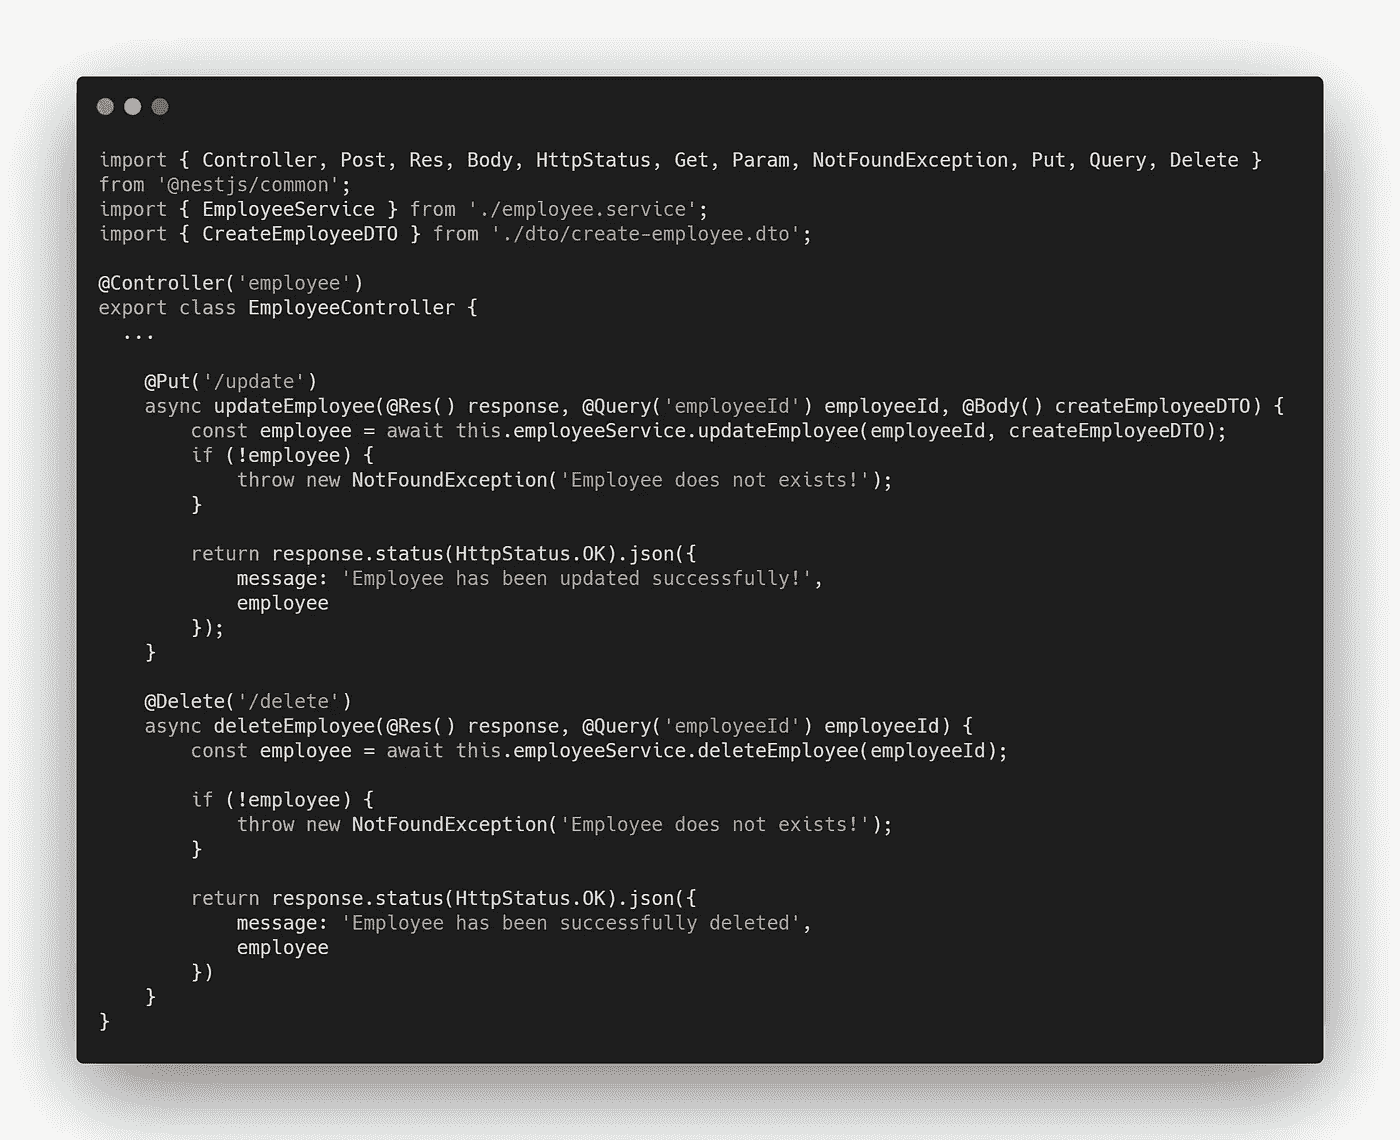 import { Controller, Post, Res, Body, HttpStatus, Get, Param, NotFoundException, Put, Query, Delete }
from '@nestjs/common';
import { EmployeeService } from './employee.service';
import { CreateEmployeeDTO } from './dto/create-employee.dto';

@Controller('employee')
export class EmployeeController {
  ...

    @Put('/update')
    async updateEmployee(@Res() response, @Query('employeeId') employeeId, @Body() createEmployeeDTO) {
        const employee = await this.employeeService.updateEmployee(employeeId, createEmployeeDTO);
        if (!employee) {
            throw new NotFoundException('Employee does not exists!');
        }

        return response.status(HttpStatus.OK).json({
            message: 'Employee has been updated successfully!',
            employee
        });
    }

    @Delete('/delete')
    async deleteEmployee(@Res() response, @Query('employeeId') employeeId) {
        const employee = await this.employeeService.deleteEmployee(employeeId);

        if (!employee) {
            throw new NotFoundException('Employee does not exists!');
        }

        return response.status(HttpStatus.OK).json({
            message: 'Employee has been successfully deleted',
            employee
        })
    }
}